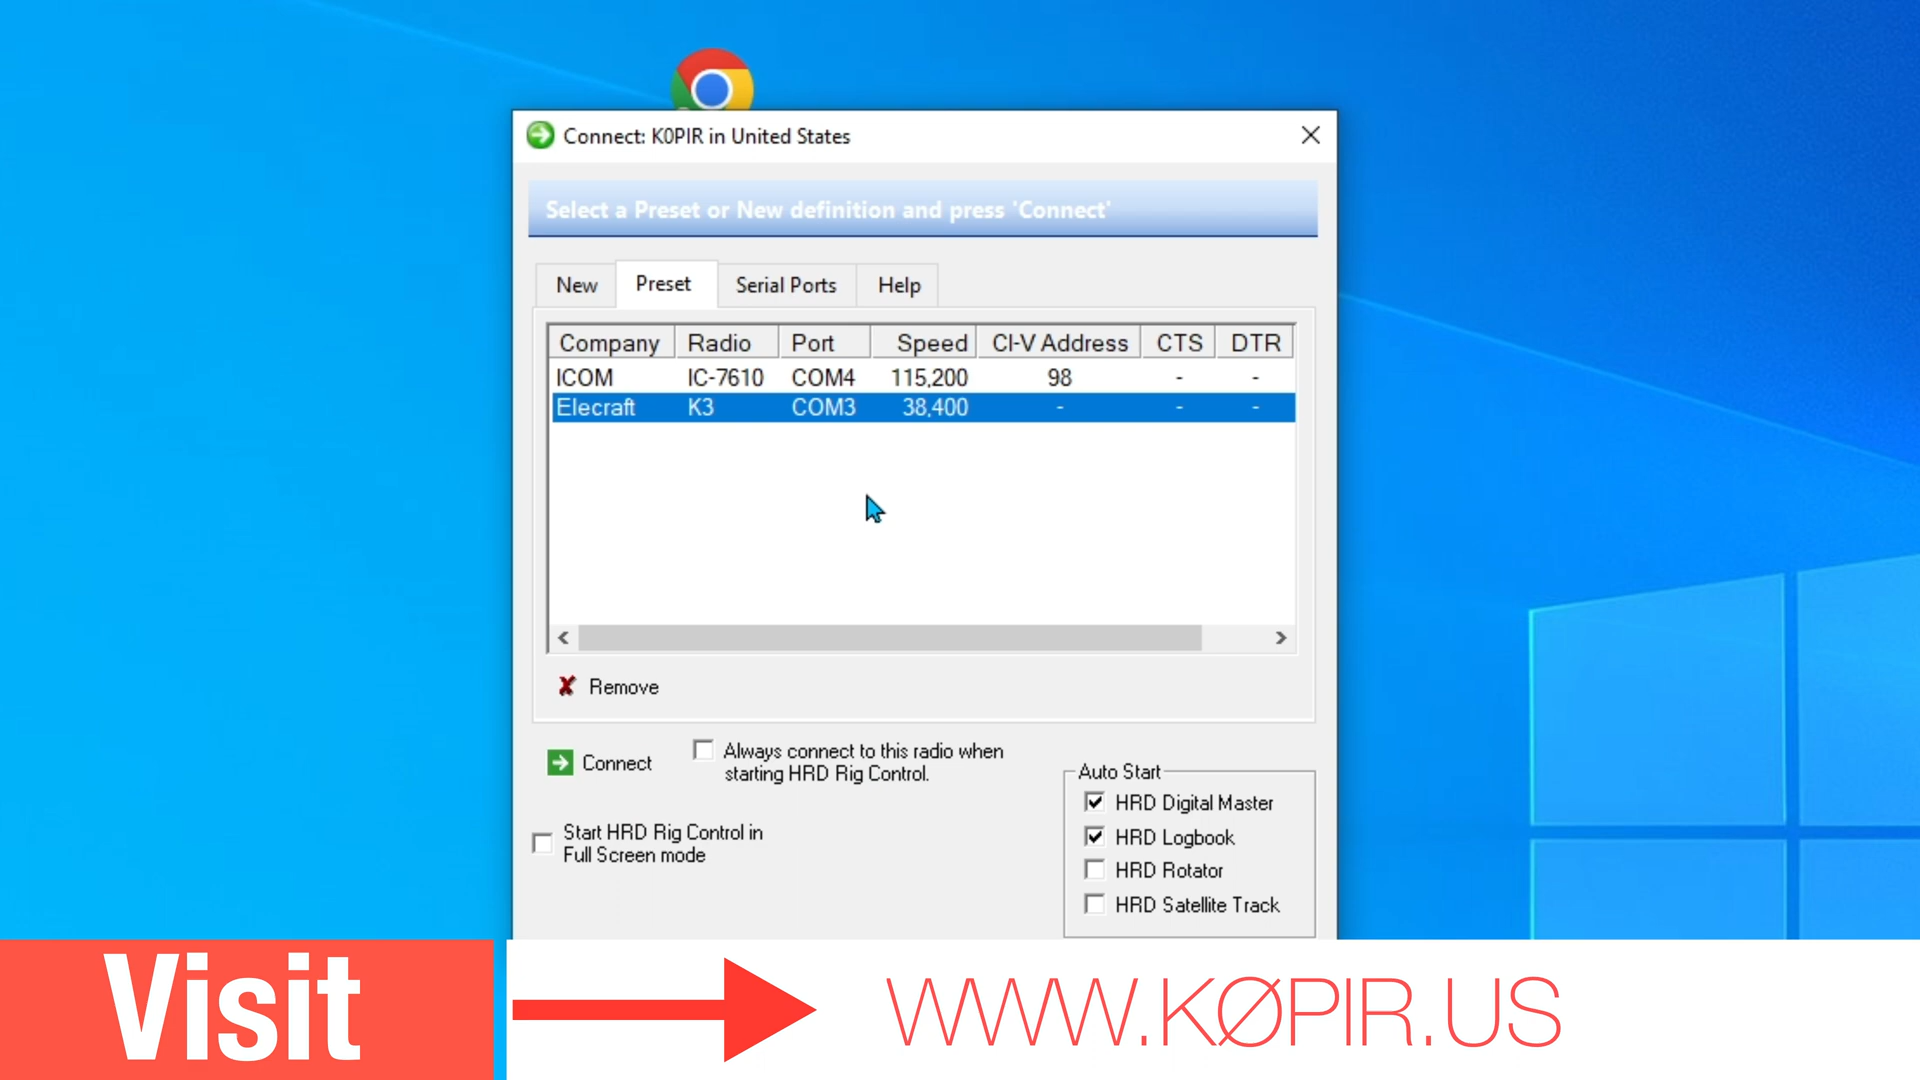 Connect: K0PIR in United States
Select a Preset or New definition and press 'Connect'
New Preset Serial Ports Help
Company Radio Port Speed CI-V Address CTS DTR
ICOM IC-7610 COM4 115,200 98 - -
Elecraft K3 COM3 38,400 - - -
Remove
Connect
Always connect to this radio when
starting HRD Rig Control.
Start HRD Rig Control in
Full Screen mode
Auto Start
HRD Digital Master
HRD Logbook
HRD Rotator
HRD Satellite Track
Visit
WWW.KØPIR.US